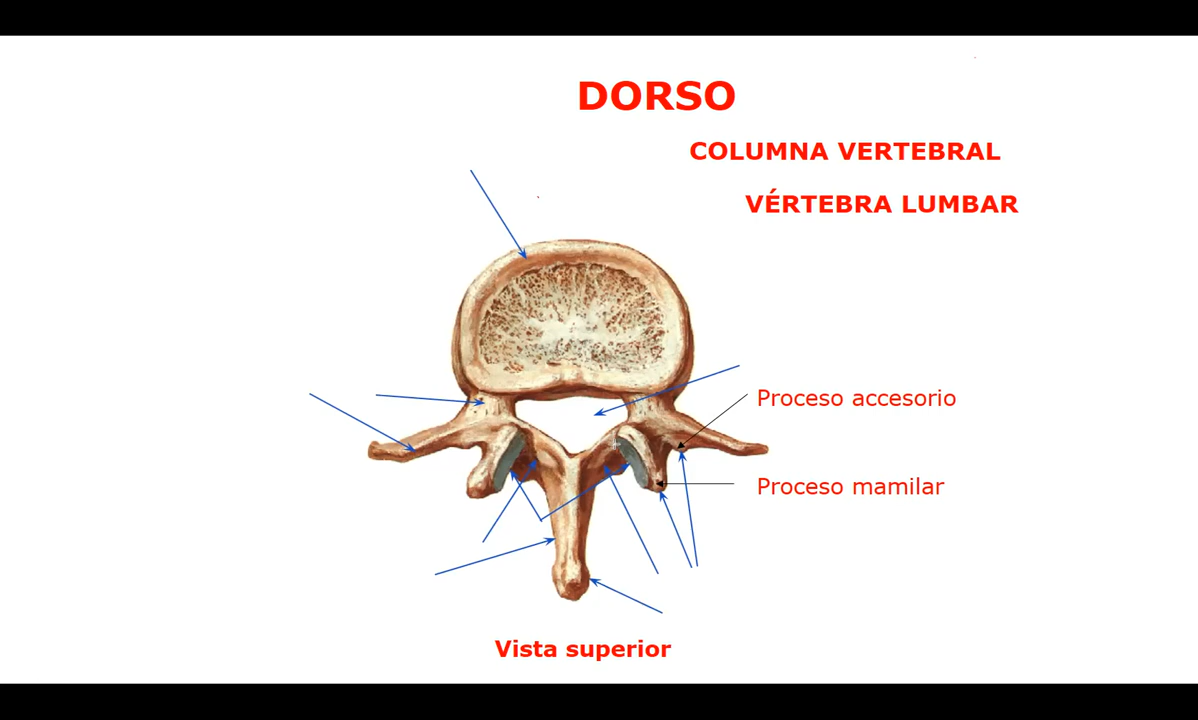 DORSO
COLUMNA VERTEBRAL
VÉRTEBRA LUMBAR
Proceso accesorio
Proceso mamilar
Vista superior